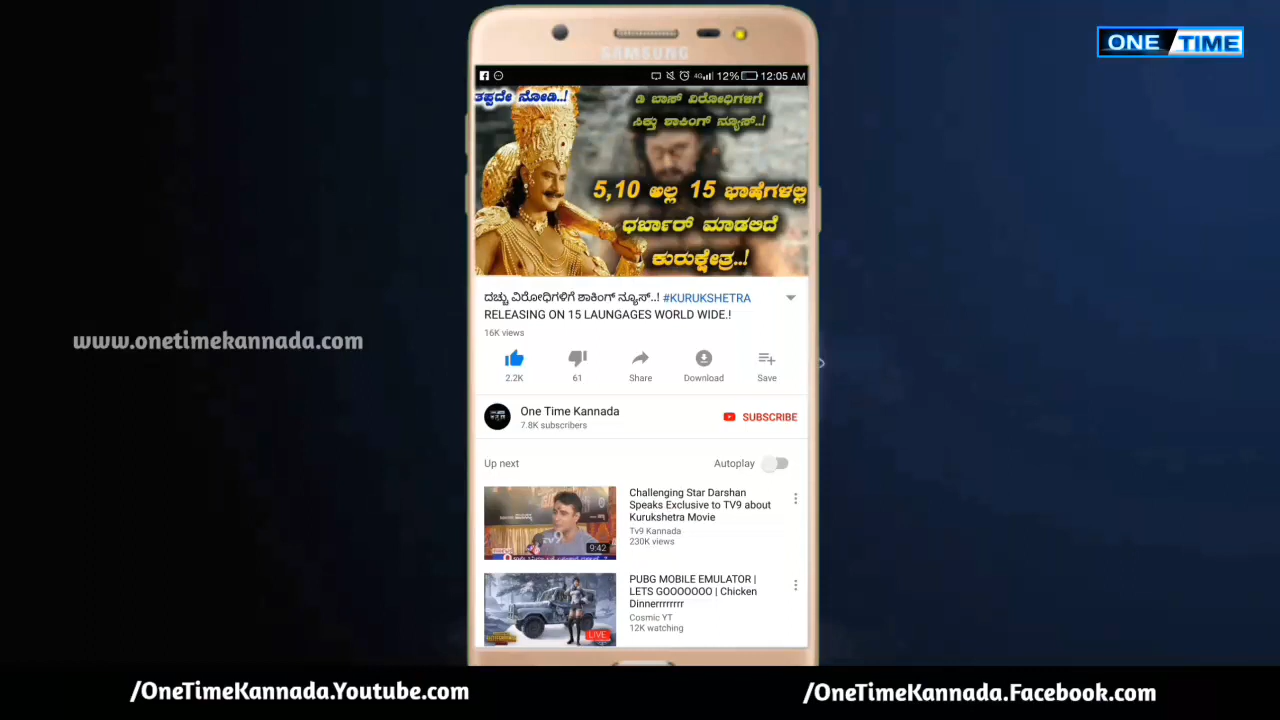 ONE TIME
SAMSUNG
4G 12% 12:05 AM
ತಪ್ಪದೇ ನೋಡಿ..!
ಡಿ ಬಾಸ್ ವಿರೋಧಿಗಳಿಗೆ
ಸಿಹಿ ಶಾಕಿಂಗ್ ನ್ಯೂಸ್..!
5,10 ಅಲ್ಲ 15 ಭಾಷೆಗಳಲ್ಲಿ
ಧರ್ಬಾರ್ ಮಾಡಲಿದೆ
ಕುರುಕ್ಷೇತ್ರ..!
ದಚ್ಚು ವಿರೋಧಿಗಳಿಗೆ ಶಾಕಿಂಗ್ ನ್ಯೂಸ್..! #KURUKSHETRA
RELEASING ON 15 LAUNGAGES WORLD WIDE.!
16K views
www.onetimekannada.com
2.2K 61 Share Download Save
One Time Kannada
7.8K subscribers
SUBSCRIBE
Up next Autoplay
Challenging Star Darshan
Speaks Exclusive to TV9 about
Kurukshetra Movie
Tv9 Kannada
230K views
9:42
PUBG MOBILE EMULATOR |
LETS GOOOOOOO | Chicken
Dinnerrrrrrrr
Cosmic YT
12K watching
LIVE
/OneTimeKannada.Youtube.com
/OneTimeKannada.Facebook.com